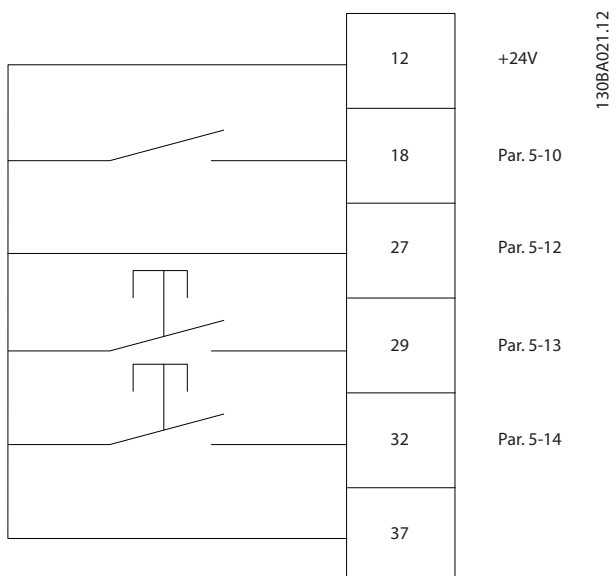 12 +24V
18 Par. 5-10
27 Par. 5-12
29 Par. 5-13
32 Par. 5-14
37
130BA021.12